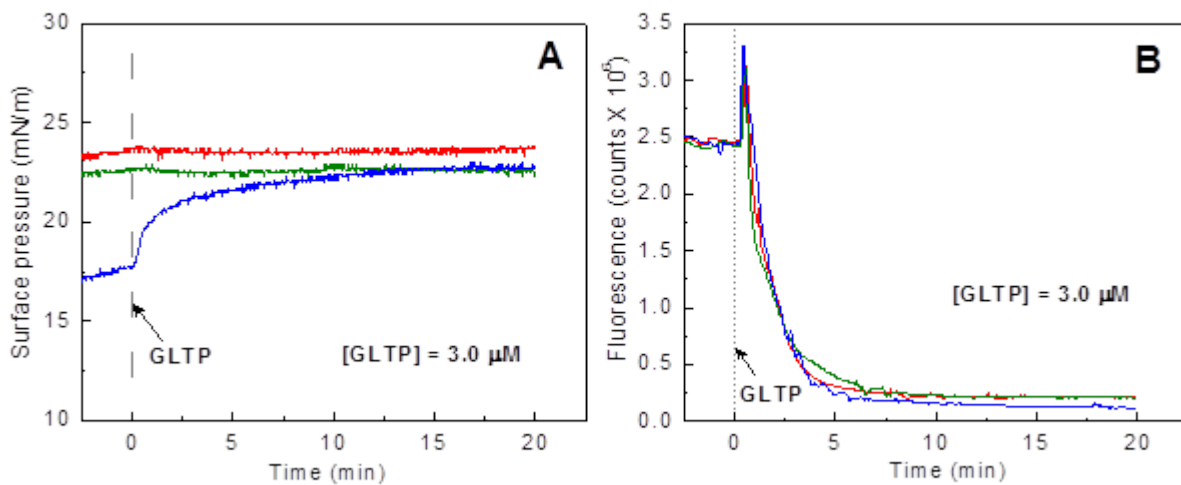 A
Surface pressure (mN/m)
30
25
20
15
10
GLTP
[GLTP] = 3.0 μM
0 5 10 15 20
Time (min)
B
Fluorescence (counts X 10⁶)
3.5
3.0
2.5
2.0
1.5
1.0
0.5
0.0
[GLTP] = 3.0 μM
GLTP
0 5 10 15 20
Time (min)